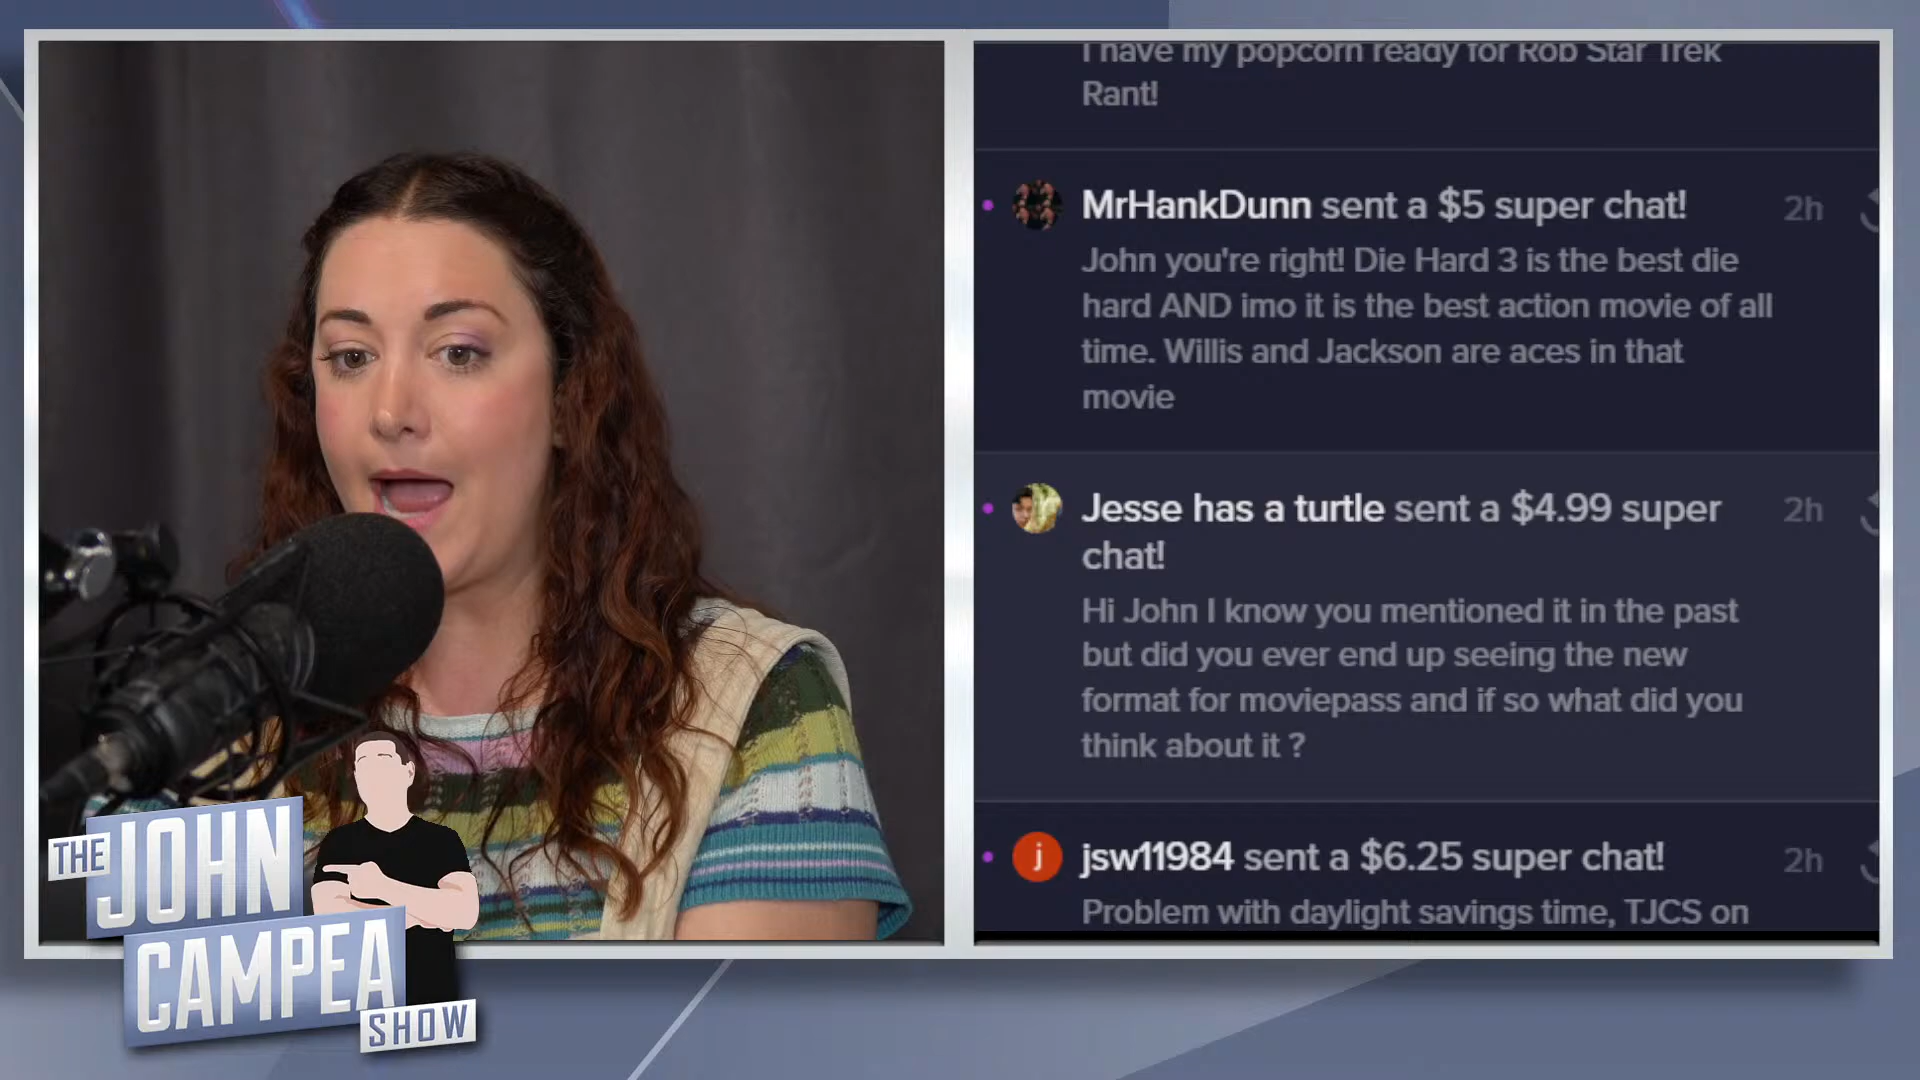 I have my popcorn ready for Rob Star Trek
Rant!
MrHankDunn sent a $5 super chat!
2h
John you're right! Die Hard 3 is the best die
hard AND imo it is the best action movie of all
time. Willis and Jackson are aces in that
movie
Jesse has a turtle sent a $4.99 super
chat!
2h
Hi John I know you mentioned it in the past
but did you ever end up seeing the new
format for moviepass and if so what did you
think about it ?
j
jsw11984 sent a $6.25 super chat!
2h
Problem with daylight savings time, TJCS on
THE
JOHN
CAMPEA
SHOW